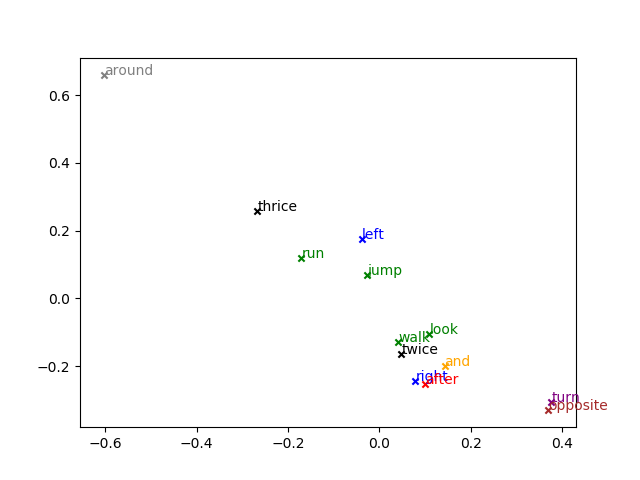 around
0.6
0.4
thrice
left
0.2
run
jump
0.0
look
walk
twice
−0.2
and
right
after
turn
opposite
−0.6
−0.4
−0.2
0.0
0.2
0.4